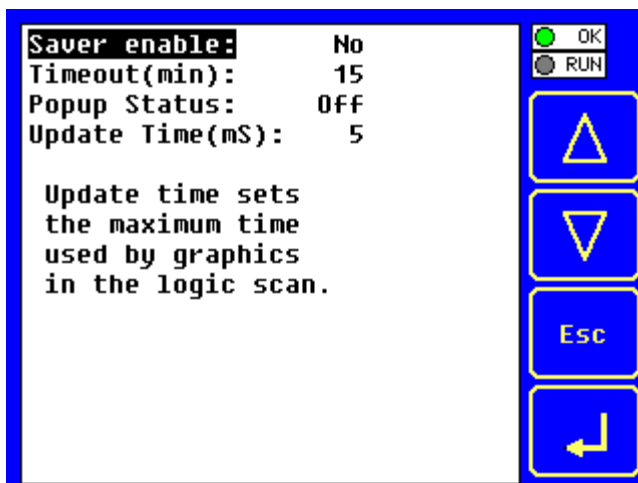 Saver enable: No
Timeout(min): 15
Popup Status: Off
Update Time(mS): 5
Update time sets
the maximum time
used by graphics
in the logic scan.
OK
RUN
Esc